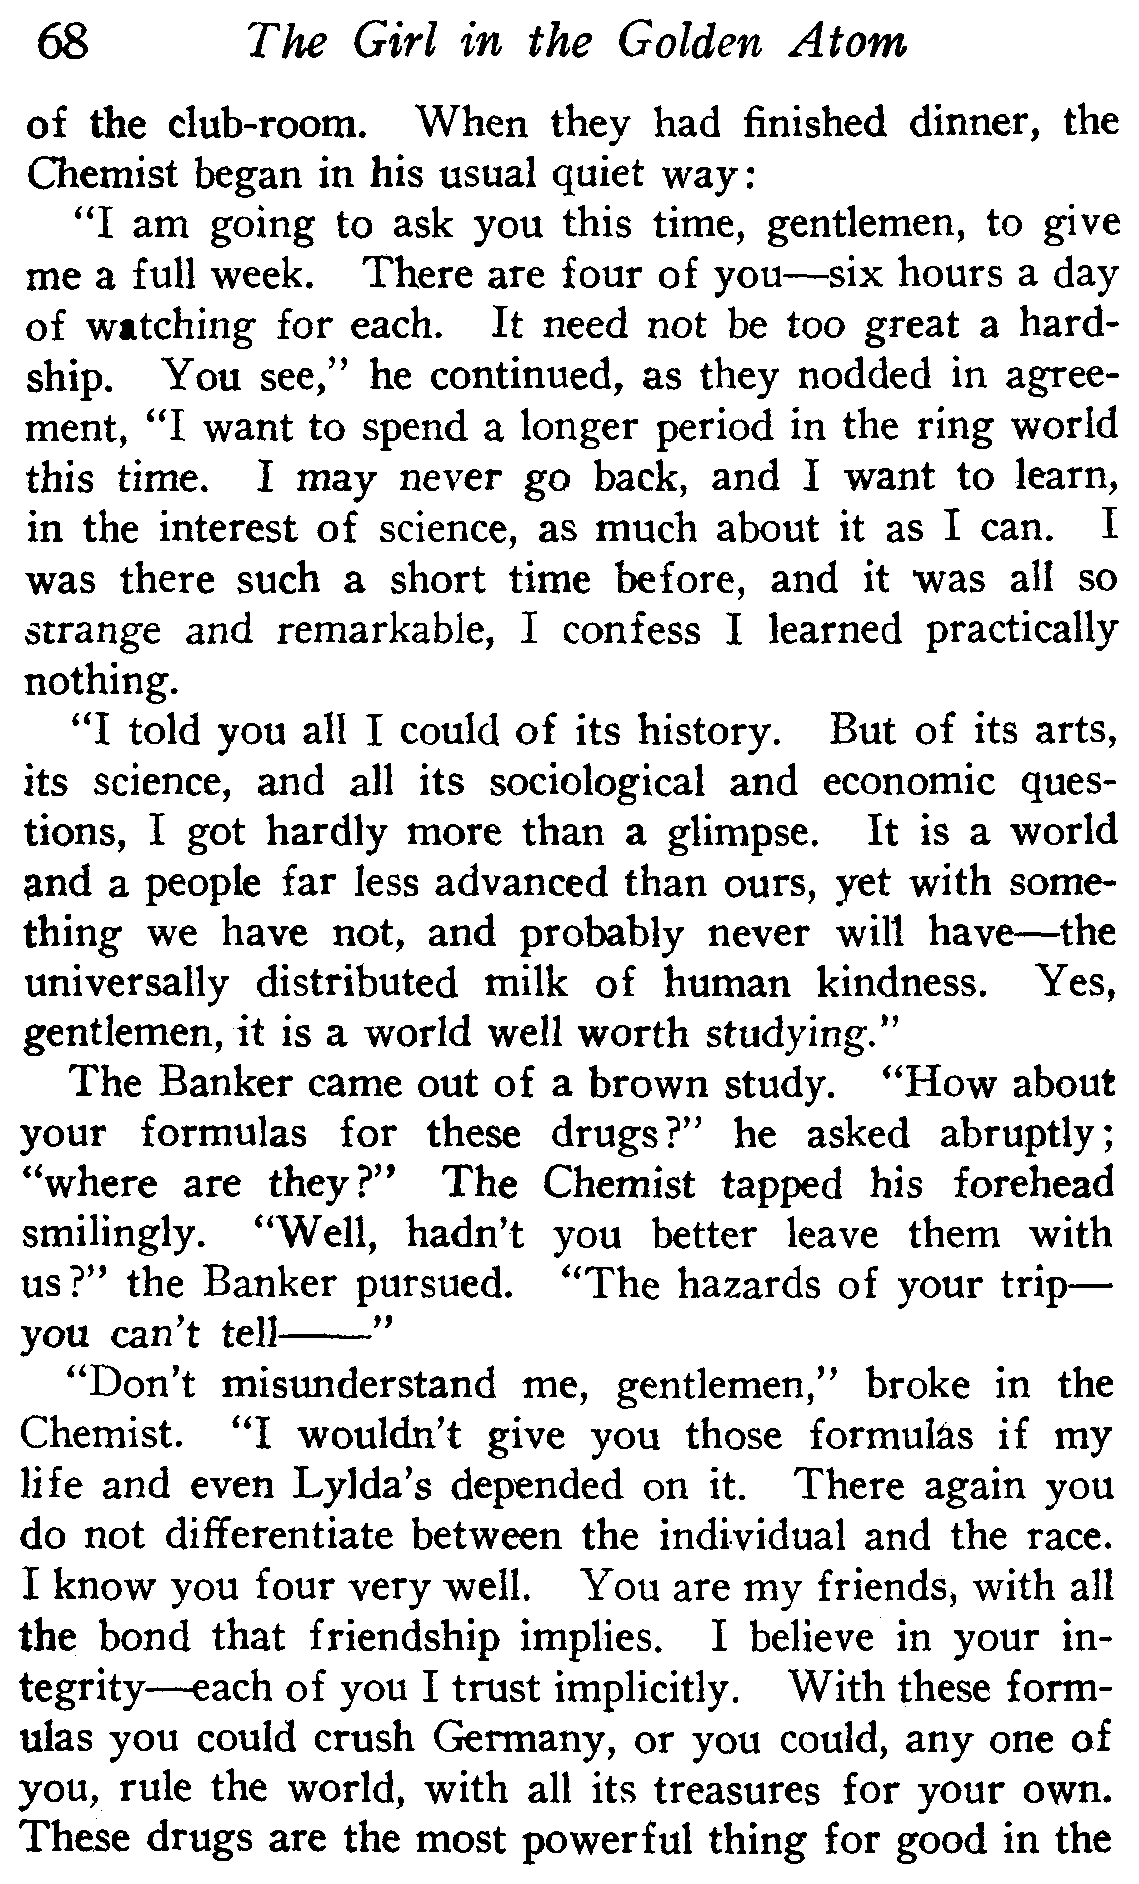 68 The Girl in the Golden Atom
of the club-room. When they had finished dinner, the
Chemist began in his usual quiet way:
"I am going to ask you this time, gentlemen, to give
me a full week. There are four of you—six hours a day
of watching for each. It need not be too great a hard-
ship. You see," he continued, as they nodded in agree-
ment, "I want to spend a longer period in the ring world
this time. I may never go back, and I want to learn,
in the interest of science, as much about it as I can. I
was there such a short time before, and it was all so
strange and remarkable, I confess I learned practically
nothing.
"I told you all I could of its history. But of its arts,
its science, and all its sociological and economic ques-
tions, I got hardly more than a glimpse. It is a world
and a people far less advanced than ours, yet with some-
thing we have not, and probably never will have—the
universally distributed milk of human kindness. Yes,
gentlemen, it is a world well worth studying."
The Banker came out of a brown study. "How about
your formulas for these drugs?" he asked abruptly;
"where are they?" The Chemist tapped his forehead
smilingly. "Well, hadn't you better leave them with
us?" the Banker pursued. "The hazards of your trip—
you can't tell——"
"Don't misunderstand me, gentlemen," broke in the
Chemist. "I wouldn't give you those formulas if my
life and even Lylda's depended on it. There again you
do not differentiate between the individual and the race.
I know you four very well. You are my friends, with all
the bond that friendship implies. I believe in your in-
tegrity—each of you I trust implicitly. With these form-
ulas you could crush Germany, or you could, any one of
you, rule the world, with all its treasures for your own.
These drugs are the most powerful thing for good in the